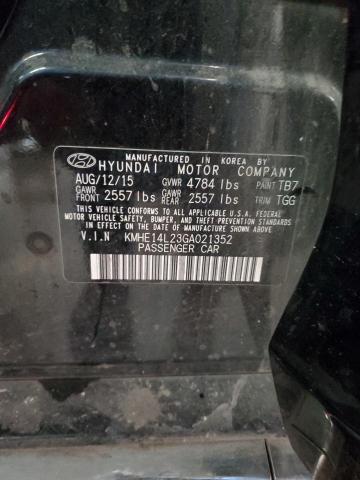 MANUFACTURED IN KOREA BY
HYUNDAI MOTOR COMPANY
AUG/12/15 GVWR 4784 lbs PAINT TB7
GAWR FRONT 2557 lbs GAWR REAR 2557 lbs TRIM TGG
THIS VEHICLE CONFORMS TO ALL APPLICABLE U.S.A. FEDERAL
MOTOR VEHICLE SAFETY, BUMPER, AND THEFT PREVENTION
STANDARDS IN EFFECT ON THE DATE OF MANUFACTURE SHOWN ABOVE.
V.I.N KMHE14L23GA021352
PASSENGER CAR